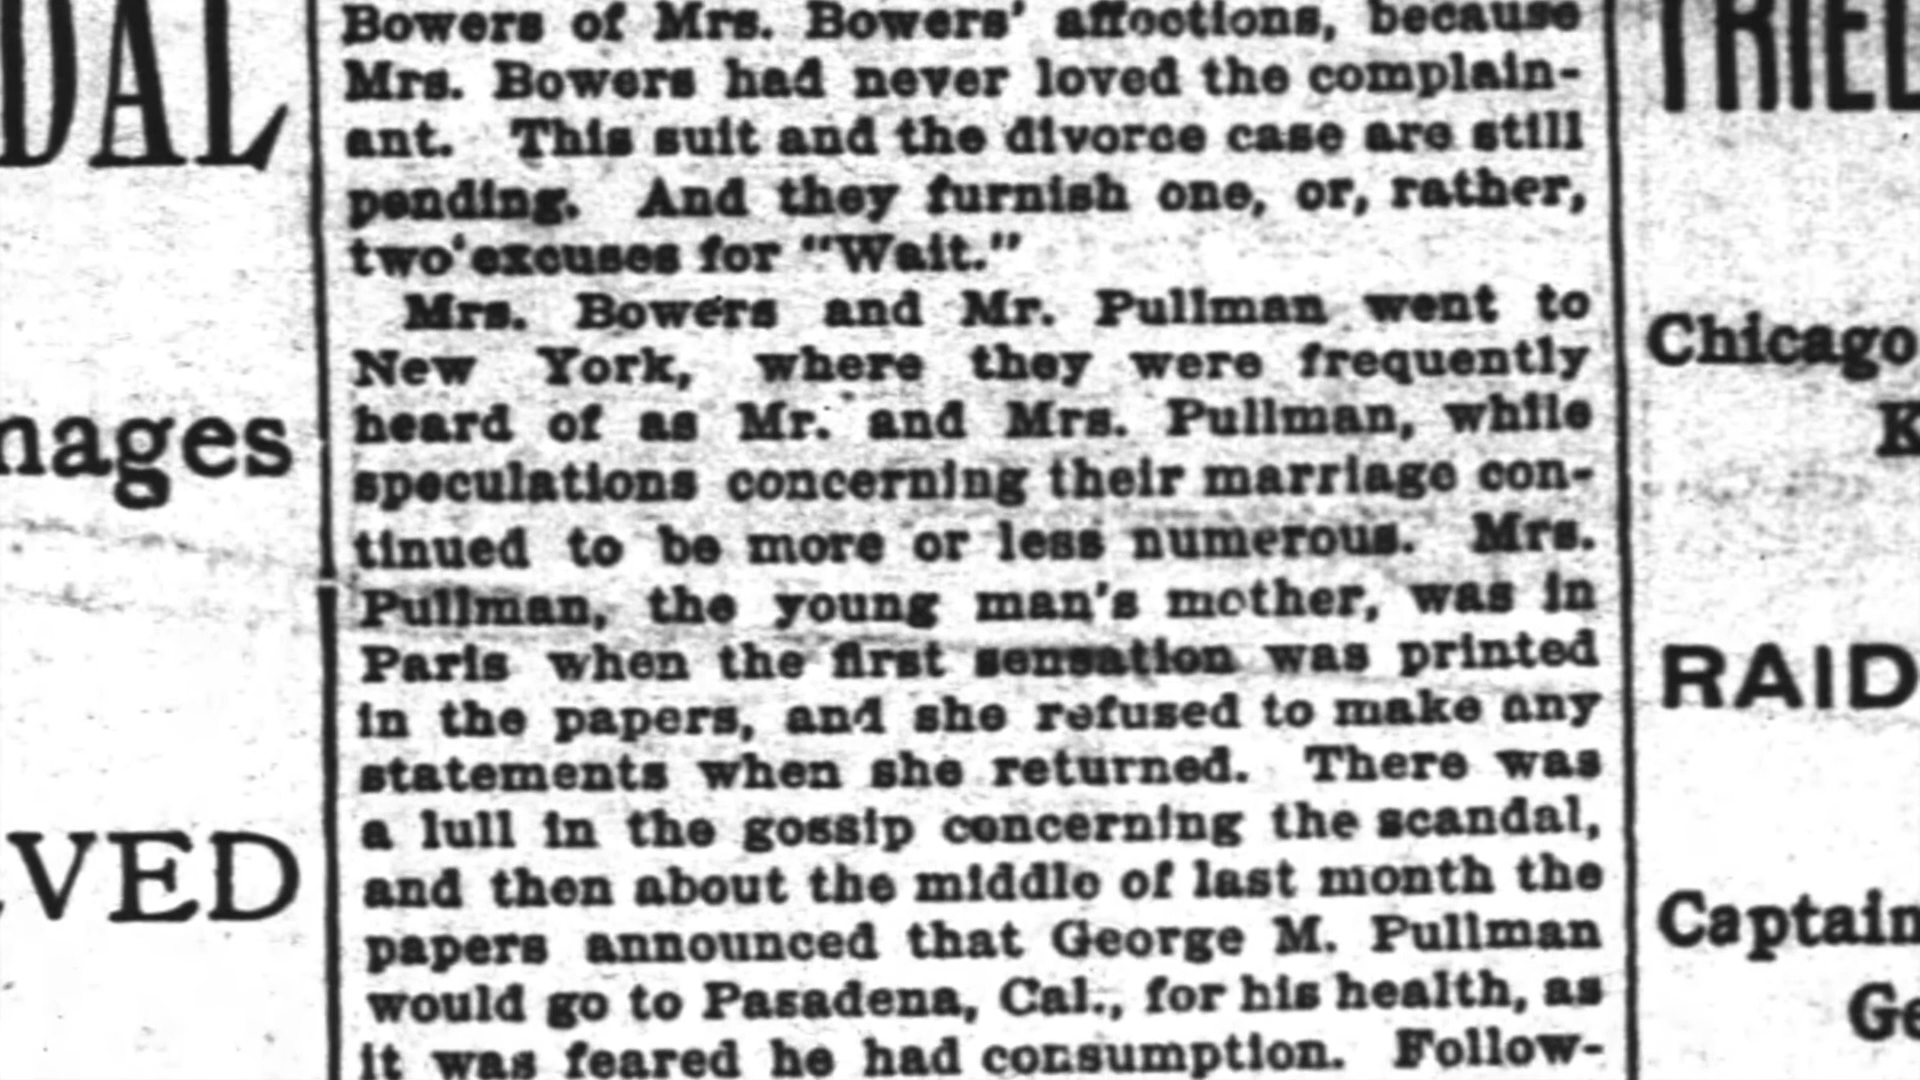 DAL
mages
VED
Bowers of Mrs. Bowers' affections, because
Mrs. Bowers had never loved the complain-
ant. This suit and the divorce case are still
pending. And they furnish one, or, rather,
two excuses for "Wait."
Mrs. Bowers and Mr. Pullman went to
New York, where they were frequently
heard of as Mr. and Mrs. Pullman, while
speculations concerning their marriage con-
tinued to be more or less numerous. Mrs.
Pullman, the young man's mother, was in
Paris when the first sensation was printed
in the papers, and she refused to make any
statements when she returned. There was
a lull in the gossip concerning the scandal,
and then about the middle of last month the
papers announced that George M. Pullman
would go to Pasadena, Cal., for his health, as
it was feared he had consumption. Follow-
TRIED
Chicago
K
RAID
Captain
Ge